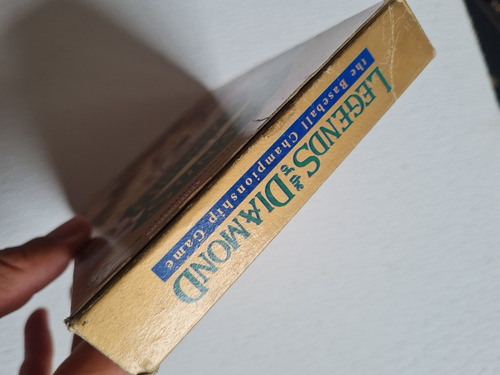 LEGENDS OF THE DIAMOND
the Baseball Championship Game